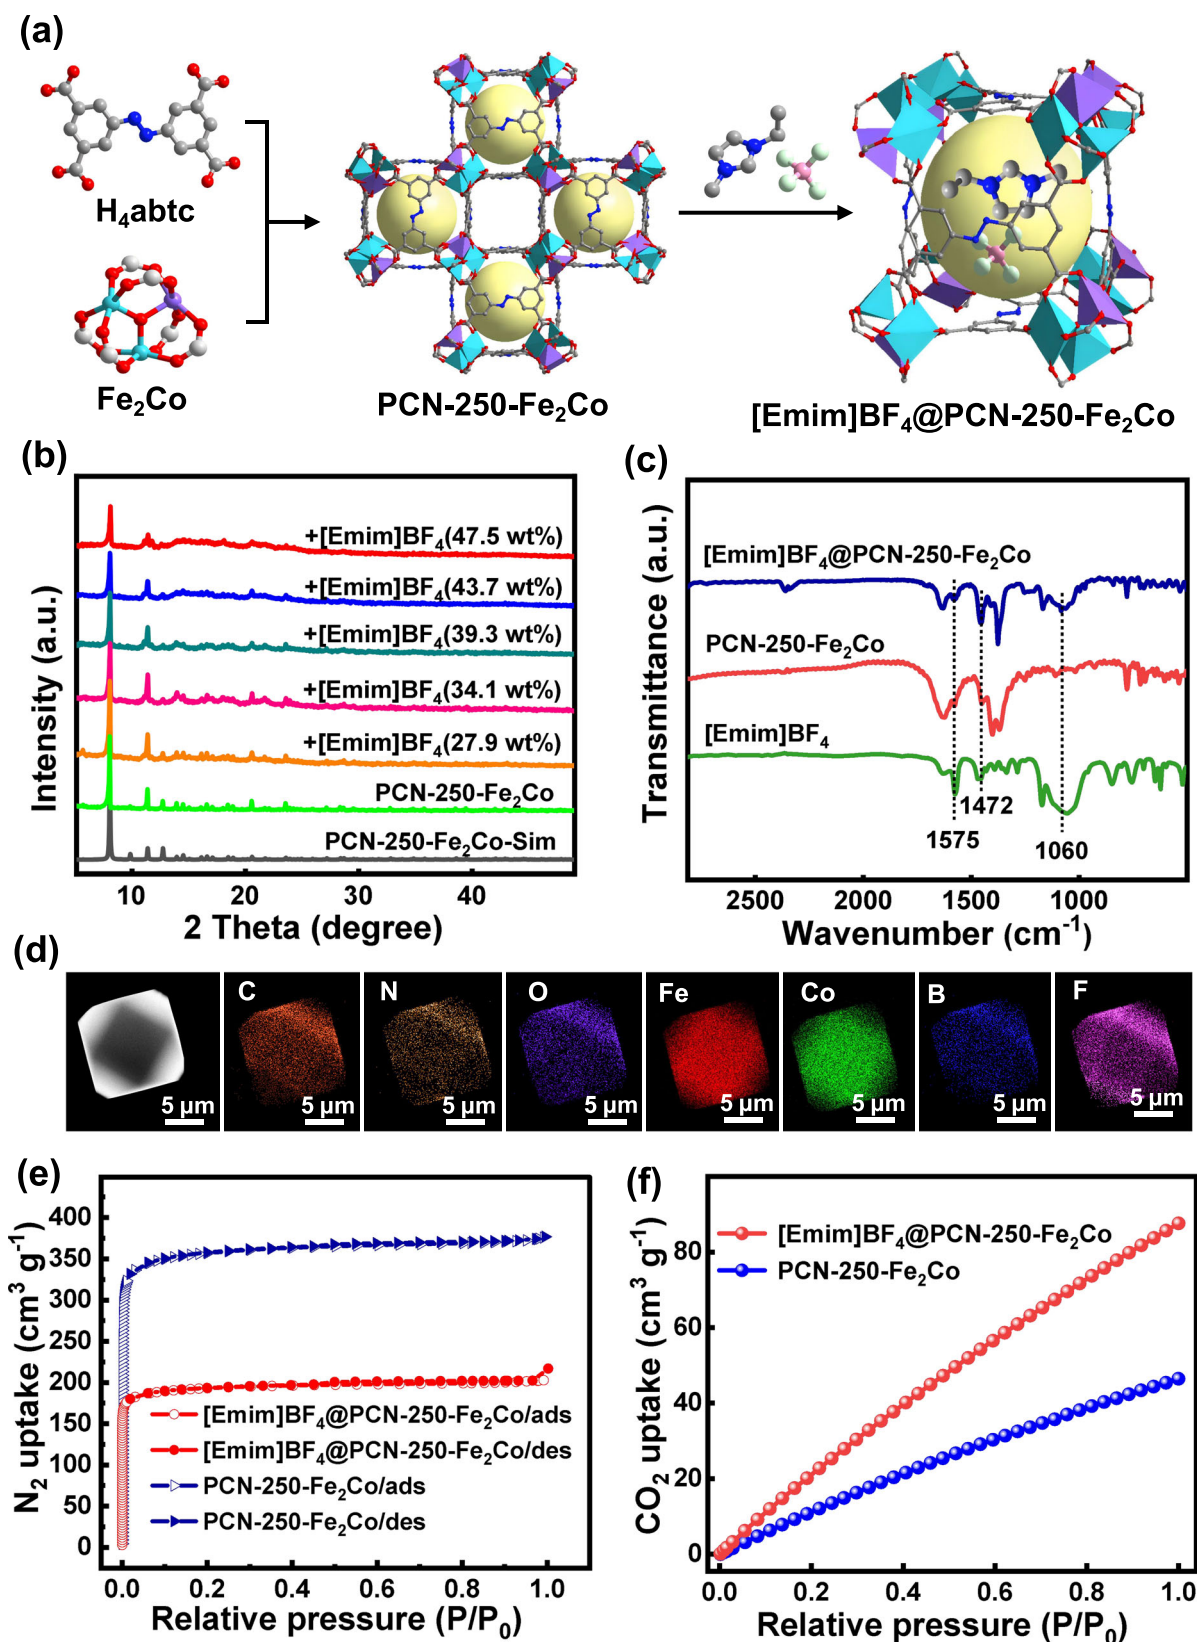 (a)
H₄abtc
Fe₂Co
PCN-250-Fe₂Co
[Emim]BF₄@PCN-250-Fe₂Co
(b)
+[Emim]BF₄(47.5 wt%)
+[Emim]BF₄(43.7 wt%)
+[Emim]BF₄(39.3 wt%)
+[Emim]BF₄(34.1 wt%)
+[Emim]BF₄(27.9 wt%)
PCN-250-Fe₂Co
PCN-250-Fe₂Co-Sim
Intensity (a.u.)
10 20 30 40
2 Theta (degree)
(c)
[Emim]BF₄@PCN-250-Fe₂Co
PCN-250-Fe₂Co
[Emim]BF₄
1472
1575
1060
Transmittance (a.u.)
2500 2000 1500 1000
Wavenumber (cm⁻¹)
(d)
C N O Fe Co B F
5 μm 5 μm 5 μm 5 μm 5 μm 5 μm 5 μm 5 μm
(e)
N₂ uptake (cm³ g⁻¹)
400
350
300
250
200
150
100
50
0
[Emim]BF₄@PCN-250-Fe₂Co/ads
[Emim]BF₄@PCN-250-Fe₂Co/des
PCN-250-Fe₂Co/ads
PCN-250-Fe₂Co/des
0.0 0.2 0.4 0.6 0.8 1.0
Relative pressure (P/P₀)
(f)
CO₂ uptake (cm³ g⁻¹)
80
60
40
20
0
[Emim]BF₄@PCN-250-Fe₂Co
PCN-250-Fe₂Co
0.0 0.2 0.4 0.6 0.8 1.0
Relative pressure (P/P₀)